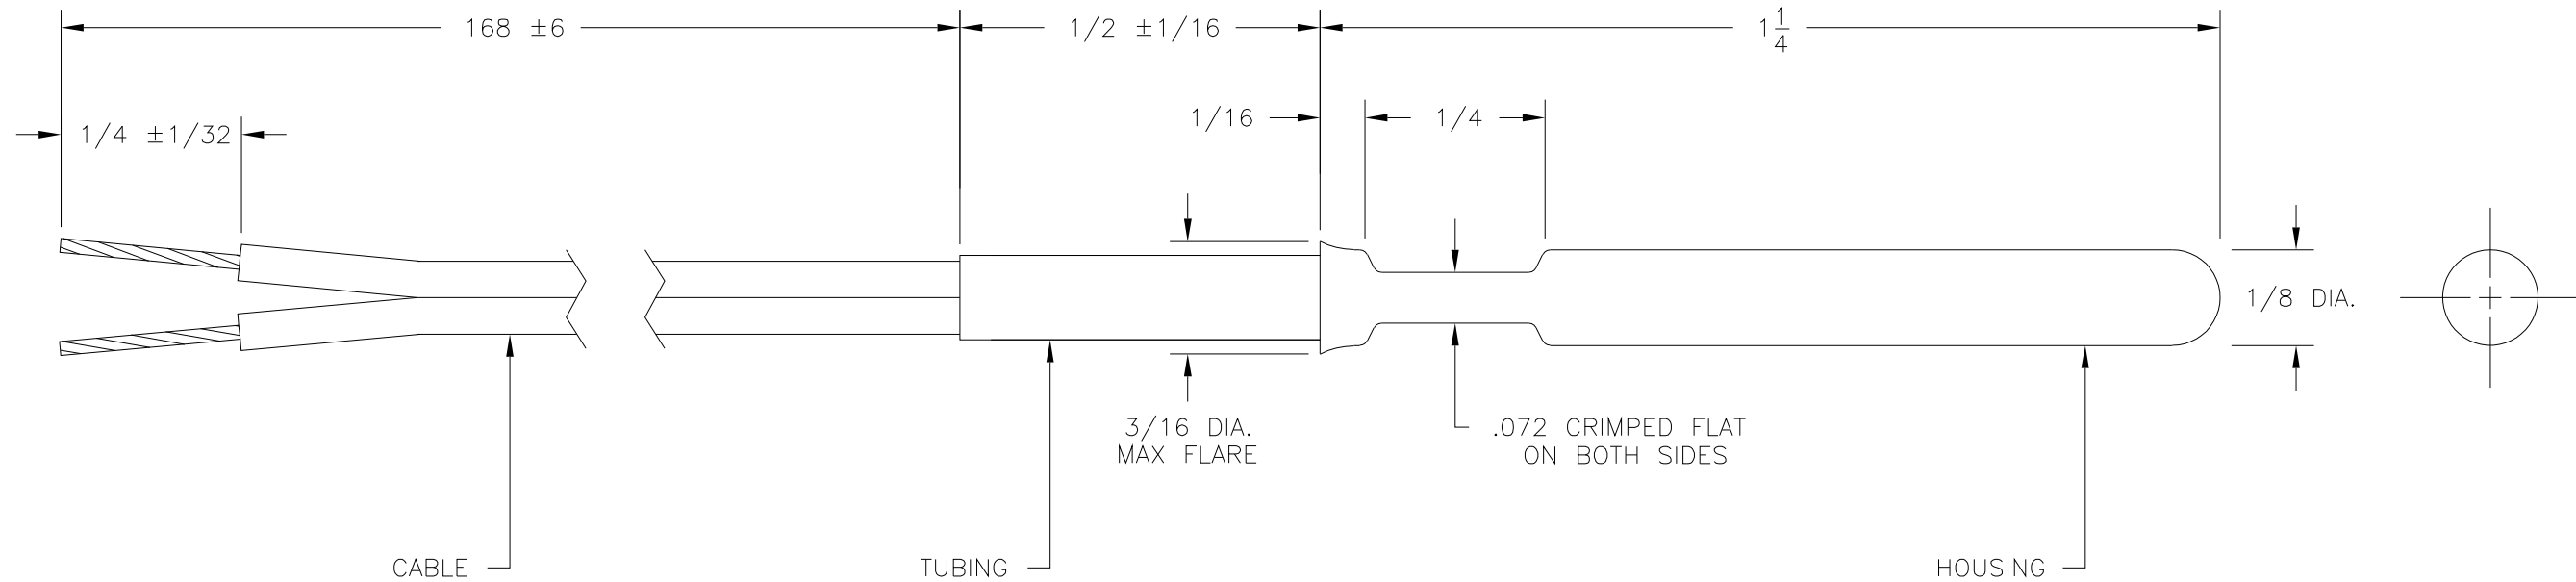 168 ±6
1/2 ±1/16
1 1/4
1/4 ±1/32
1/16
1/4
1/8 DIA.
3/16 DIA.
MAX FLARE
.072 CRIMPED FLAT
ON BOTH SIDES
CABLE
TUBING
HOUSING